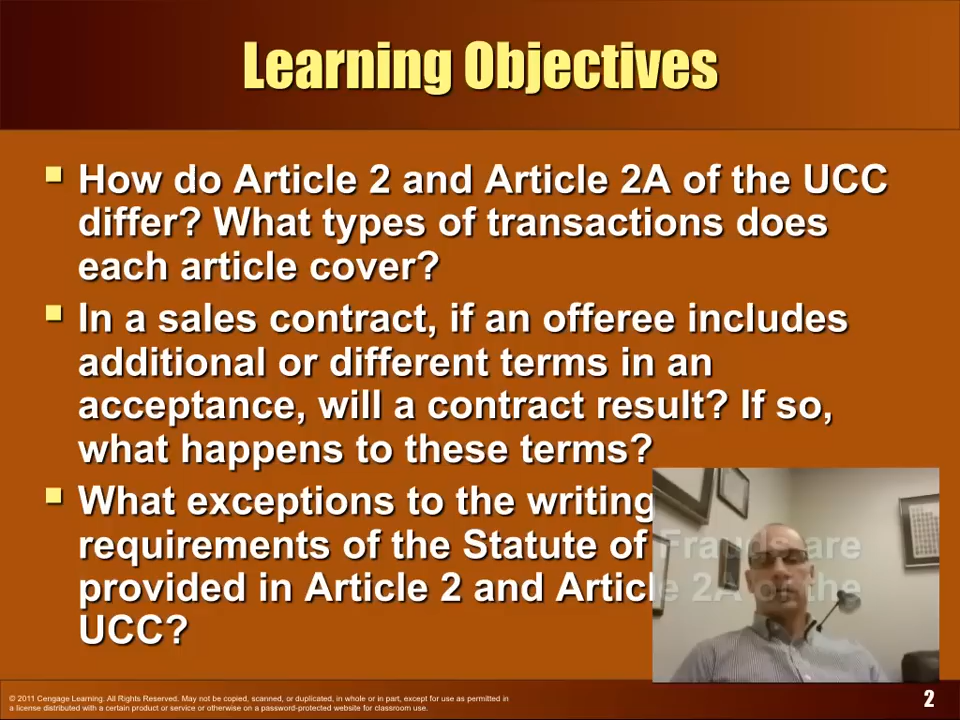 Learning Objectives
How do Article 2 and Article 2A of the UCC
differ? What types of transactions does
each article cover?
In a sales contract, if an offeree includes
additional or different terms in an
acceptance, will a contract result? If so,
what happens to these terms?
What exceptions to the writing
requirements of the Statute of Frauds are
provided in Article 2 and Article 2A of the
UCC?
© 2011 Cengage Learning. All Rights Reserved. May not be copied, scanned, or duplicated, in whole or in part, except for use as permitted in
a license distributed with a certain product or service or otherwise on a password-protected website for classroom use.
2